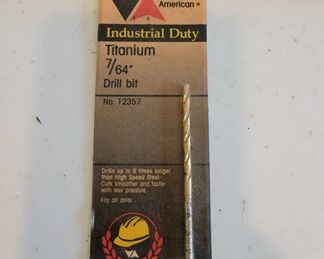 American
Industrial Duty
Titanium
7/64"
Drill bit
No. 12357
Drills up to 6 times longer
than High Speed Steel-
Cuts smoother and faster
with less pressure.
Fits all drills.
VA